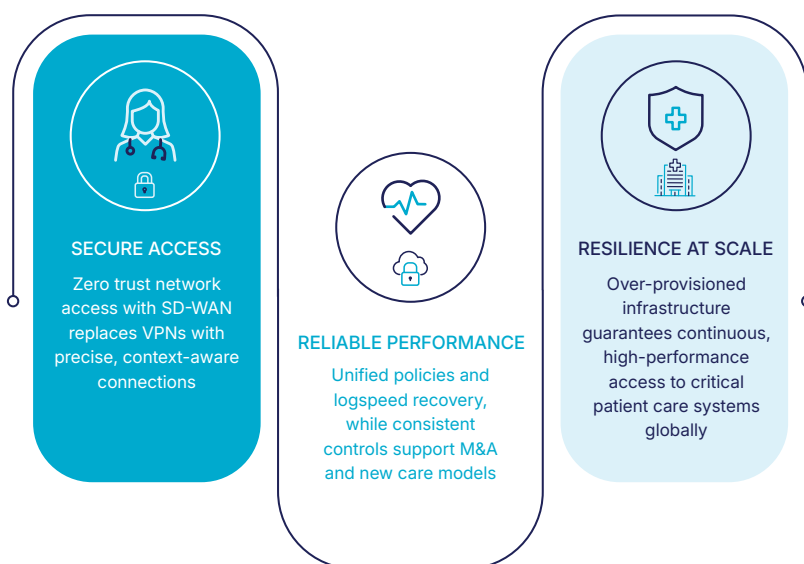 SECURE ACCESS
Zero trust network
access with SD-WAN
replaces VPNs with
precise, context-aware
connections
RELIABLE PERFORMANCE
Unified policies and
logspeed recovery,
while consistent
controls support M&A
and new care models
RESILIENCE AT SCALE
Over-provisioned
infrastructure
guarantees continuous,
high-performance
access to critical
patient care systems
globally